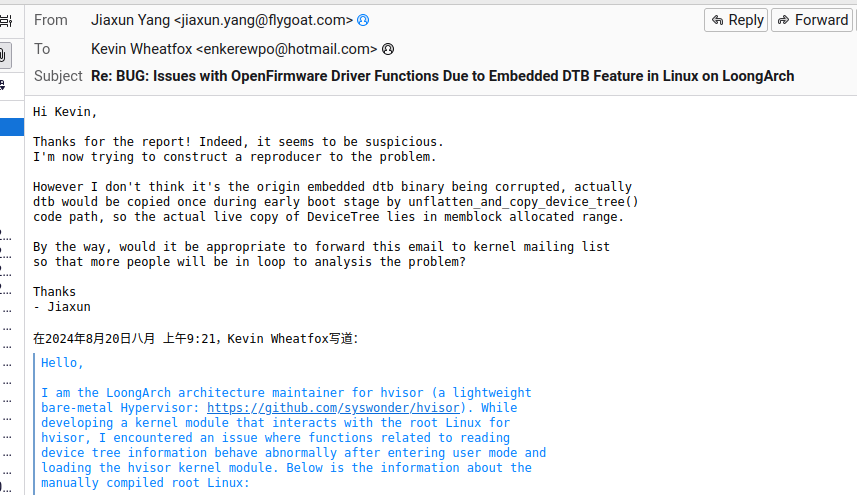 From Jiaxun Yang <jiaxun.yang@flygoat.com>
Reply
Forward
To Kevin Wheatfox <enkerewpo@hotmail.com>
Subject Re: BUG: Issues with OpenFirmware Driver Functions Due to Embedded DTB Feature in Linux on LoongArch
Hi Kevin,
Thanks for the report! Indeed, it seems to be suspicious.
I'm now trying to construct a reproducer to the problem.
However I don't think it's the origin embedded dtb binary being corrupted, actually
dtb would be copied once during early boot stage by unflatten_and_copy_device_tree()
code path, so the actual live copy of DeviceTree lies in memblock allocated range.
By the way, would it be appropriate to forward this email to kernel mailing list
so that more people will be in loop to analysis the problem?
Thanks
- Jiaxun
在2024年8月20日八月 上午9:21，Kevin Wheatfox写道：
Hello,
I am the LoongArch architecture maintainer for hvisor (a lightweight
bare-metal Hypervisor: https://github.com/syswonder/hvisor). While
developing a kernel module that interacts with the root Linux for
hvisor, I encountered an issue where functions related to reading
device tree information behave abnormally after entering user mode and
loading the hvisor kernel module. Below is the information about the
manually compiled root Linux: